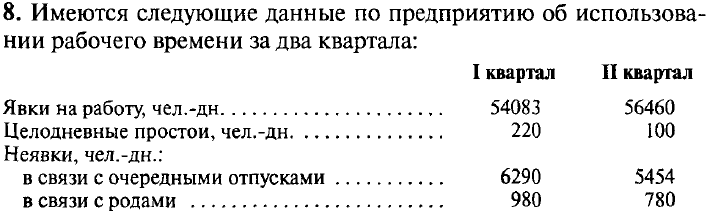 8. Имеются следующие данные по предприятию об использова-
нии рабочего времени за два квартала:
I квартал II квартал
Явки на работу, чел.-дн. . . . . . . . . . . . . . . . . . . . . . . 54083 56460
Целодневные простои, чел.-дн. . . . . . . . . . . . . . . . 220 100
Неявки, чел.-дн.:
в связи с очередными отпусками . . . . . . . . . . . 6290 5454
в связи с родами . . . . . . . . . . . . . . . . . . . . . . . . 980 780